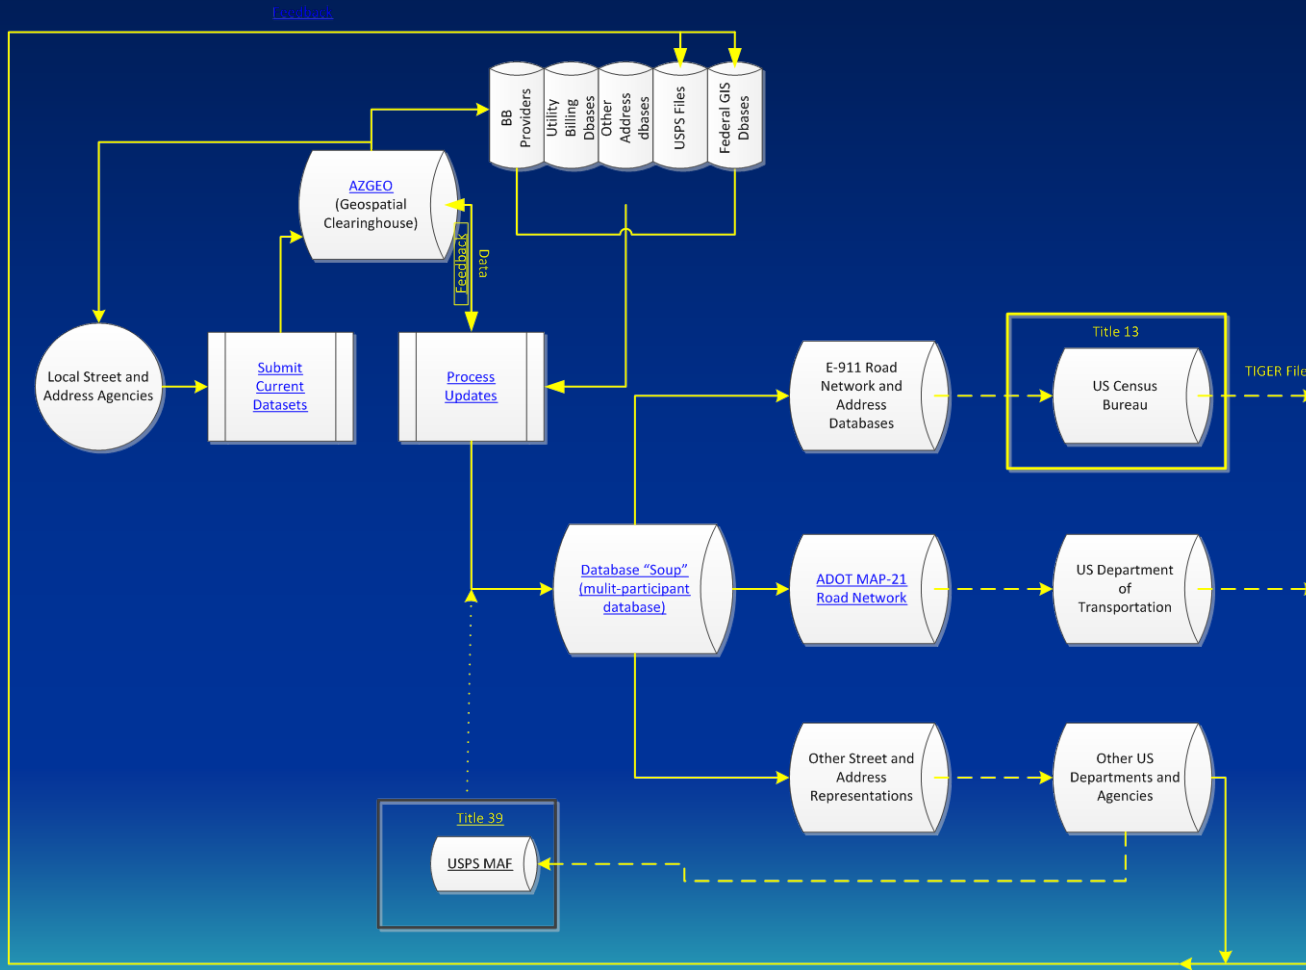 Feedback
BB
Providers
Utility
Billing
Dbases
Other
Address
dbases
USPS Files
Federal GIS
Dbases
AZGEO
(Geospatial
Clearinghouse)
Feedback
Data
Local Street and
Address Agencies
Submit
Current
Datasets
Process
Updates
E-911 Road
Network and
Address
Databases
Title 13
US Census
Bureau
TIGER File
Database “Soup”
(mulit-participant
database)
ADOT MAP-21
Road Network
US Department
of
Transportation
Other Street and
Address
Representations
Other US
Departments and
Agencies
Title 39
USPS MAF